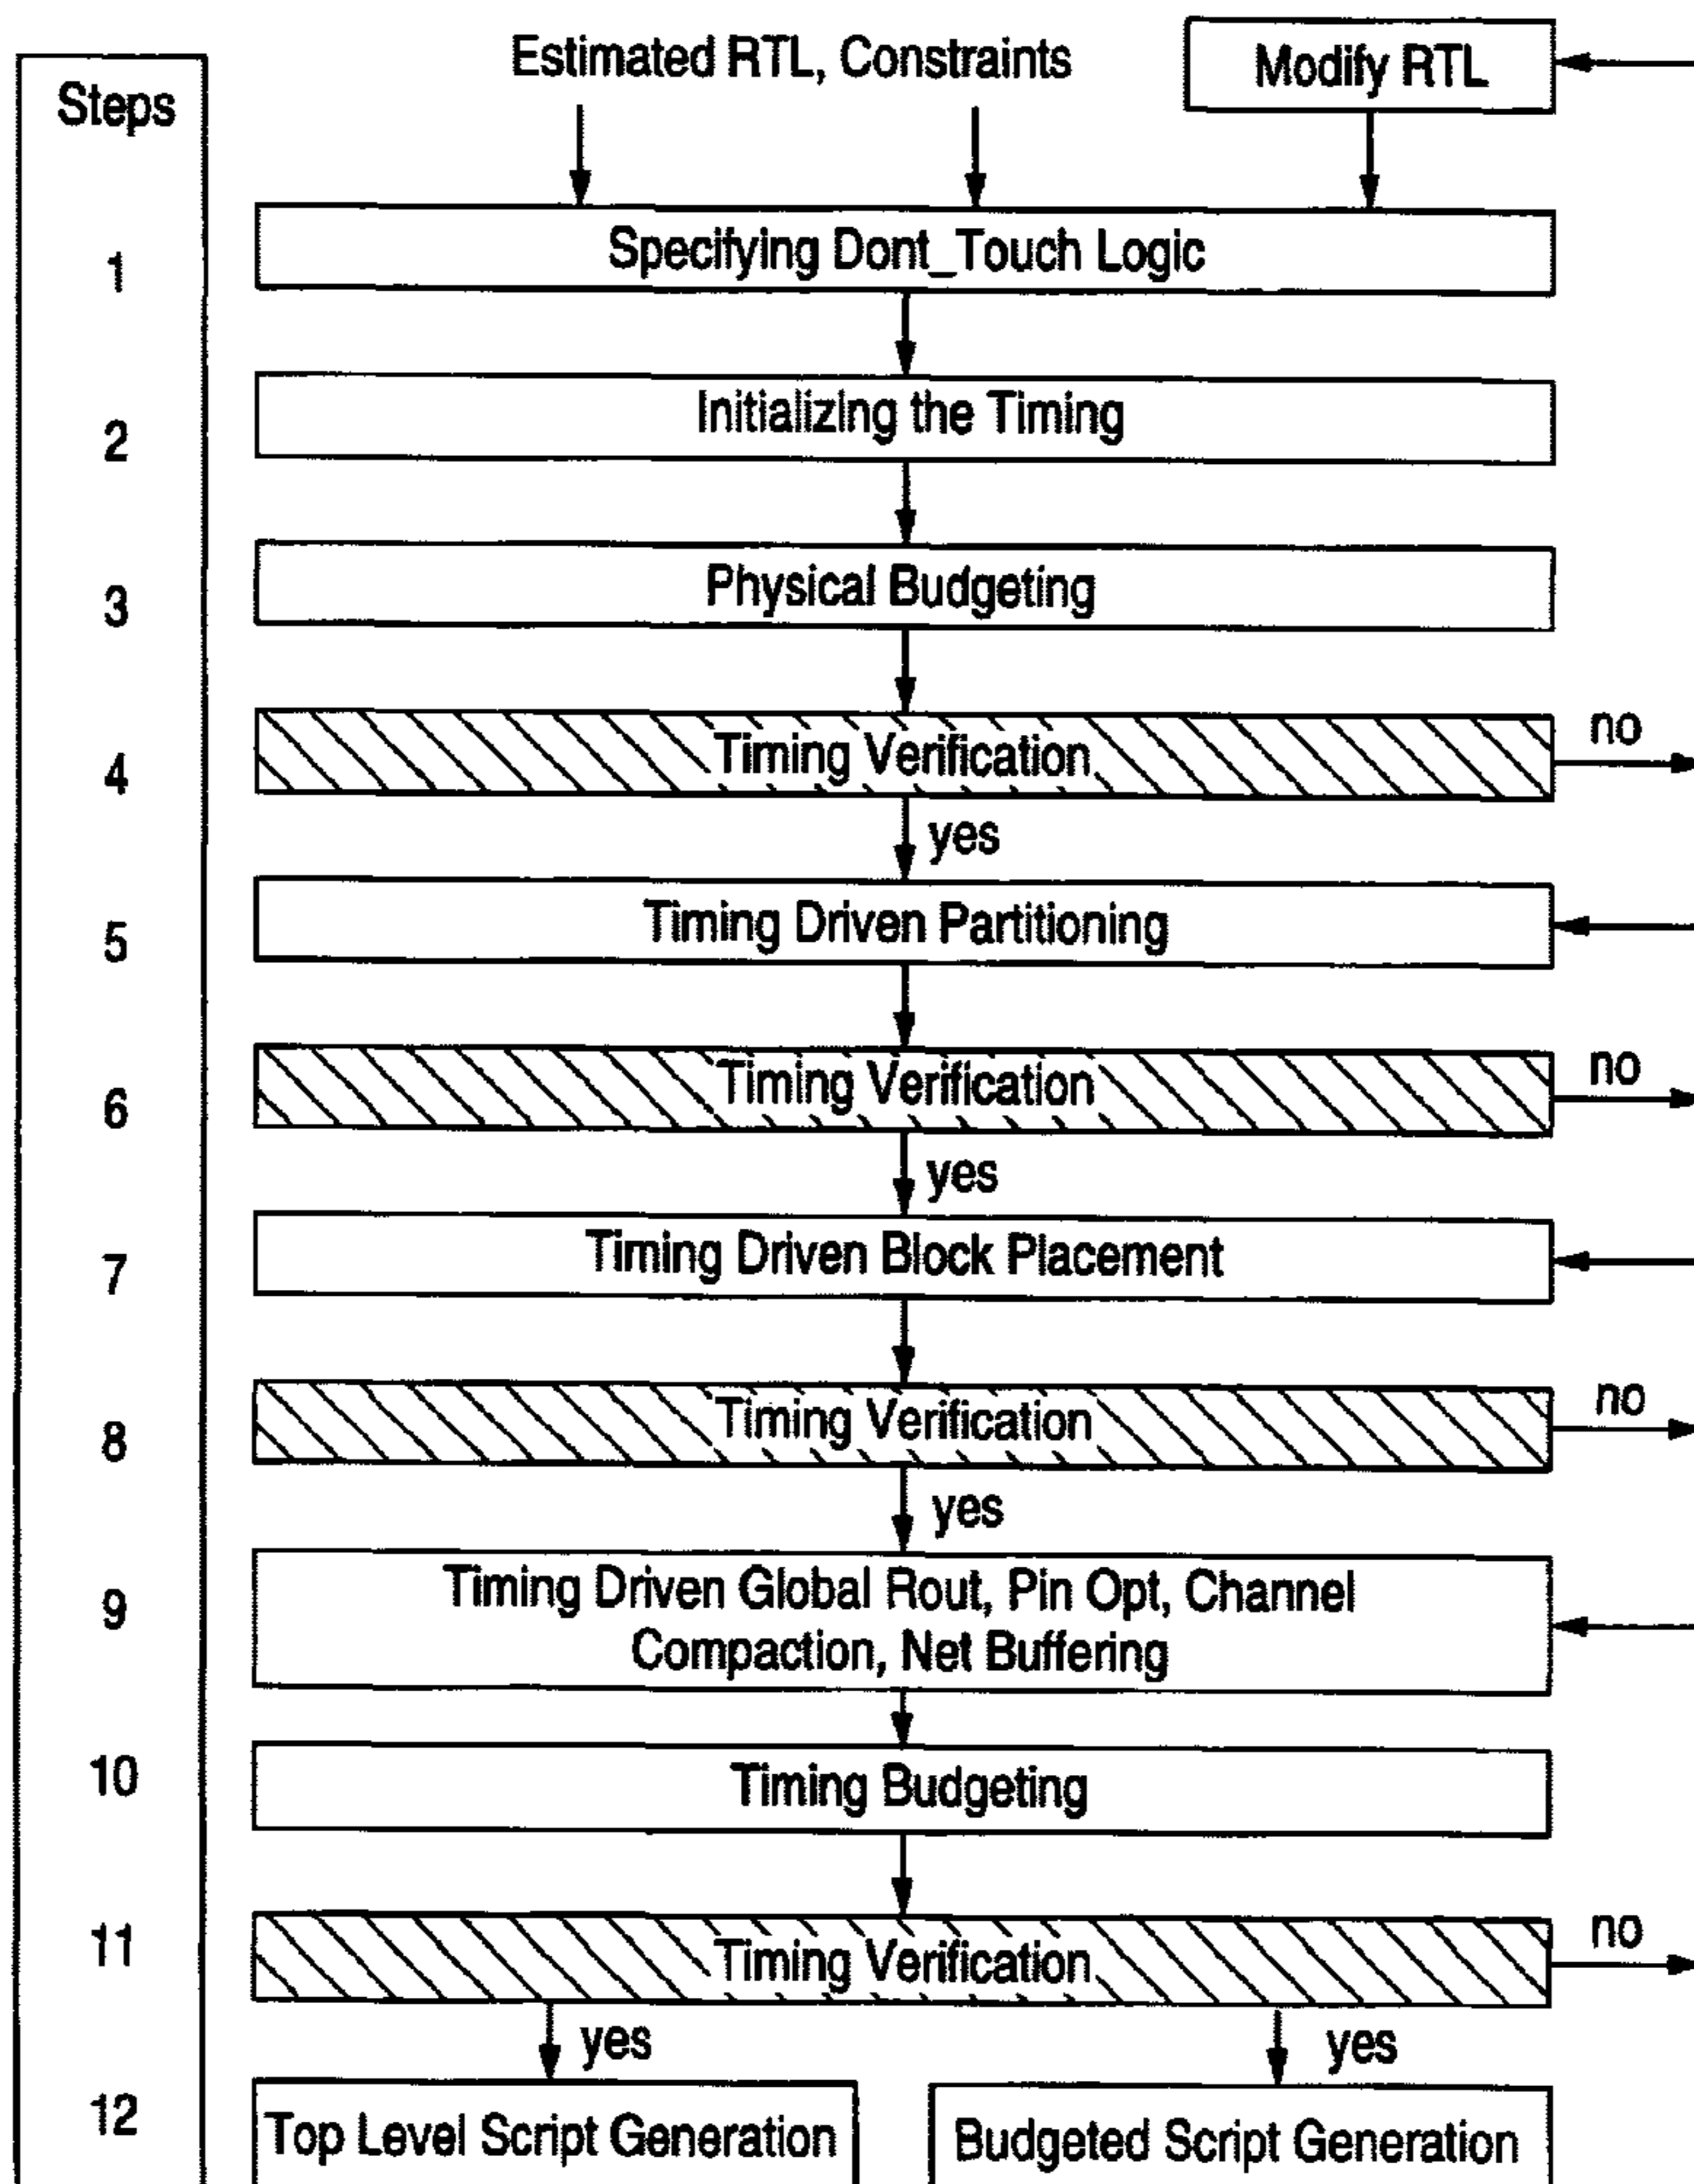 Estimated RTL, Constraints
Modify RTL
Steps
1
Specifying Dont_Touch Logic
2
Initializing the Timing
3
Physical Budgeting
4
Timing Verification
no
yes
5
Timing Driven Partitioning
6
Timing Verification
no
yes
7
Timing Driven Block Placement
8
Timing Verification
no
yes
9
Timing Driven Global Rout, Pin Opt, Channel
Compaction, Net Buffering
10
Timing Budgeting
11
Timing Verification
no
yes
yes
12
Top Level Script Generation
Budgeted Script Generation